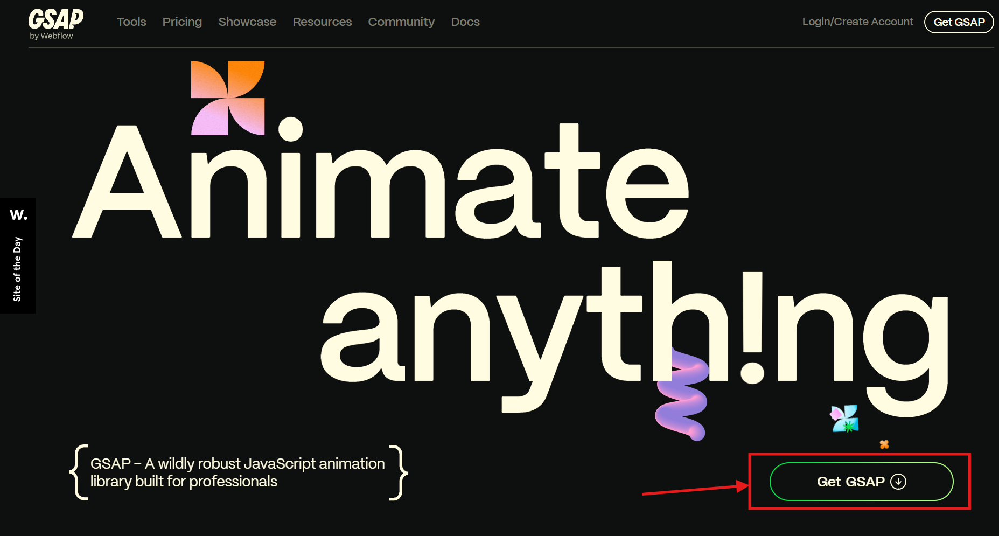 GSAP
by Webflow
Tools Pricing Showcase Resources Community Docs
Login/Create Account Get GSAP
Animate
anyth!ng
W.
Site of the Day
{ GSAP – A wildly robust JavaScript animation
library built for professionals }
Get GSAP